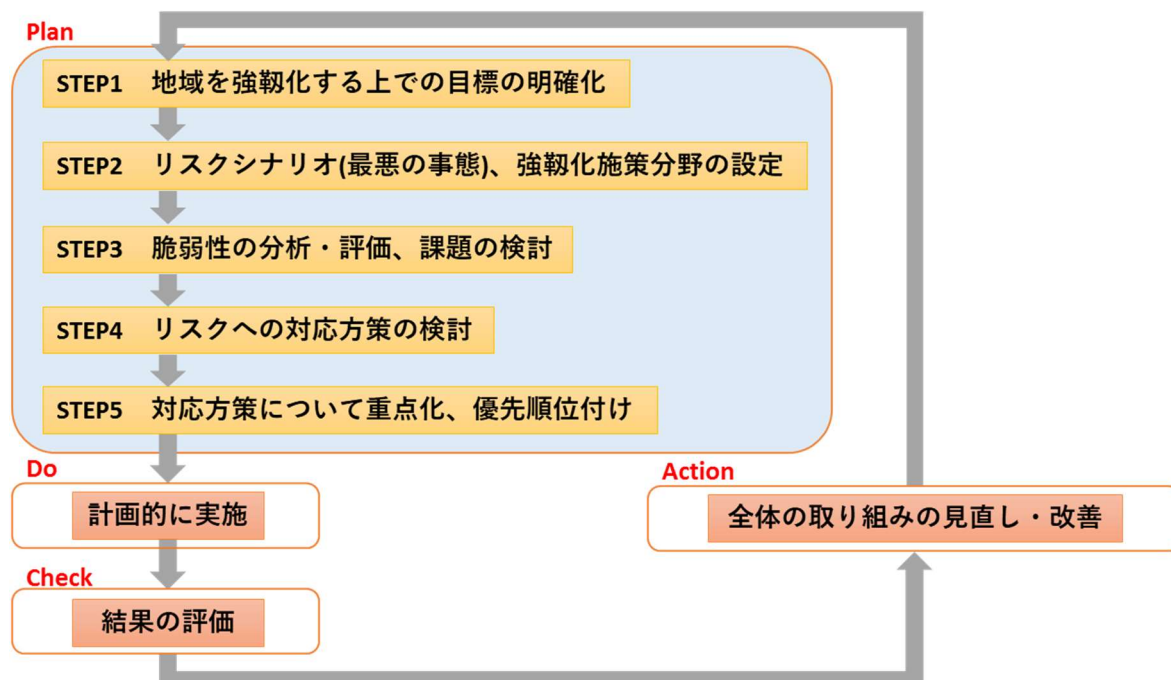 Plan
STEP1 地域を強靱化する上での目標の明確化
STEP2 リスクシナリオ(最悪の事態)、強靱化施策分野の設定
STEP3 脆弱性の分析・評価、課題の検討
STEP4 リスクへの対応方策の検討
STEP5 対応方策について重点化、優先順位付け
Do
計画的に実施
Check
結果の評価
Action
全体の取り組みの見直し・改善